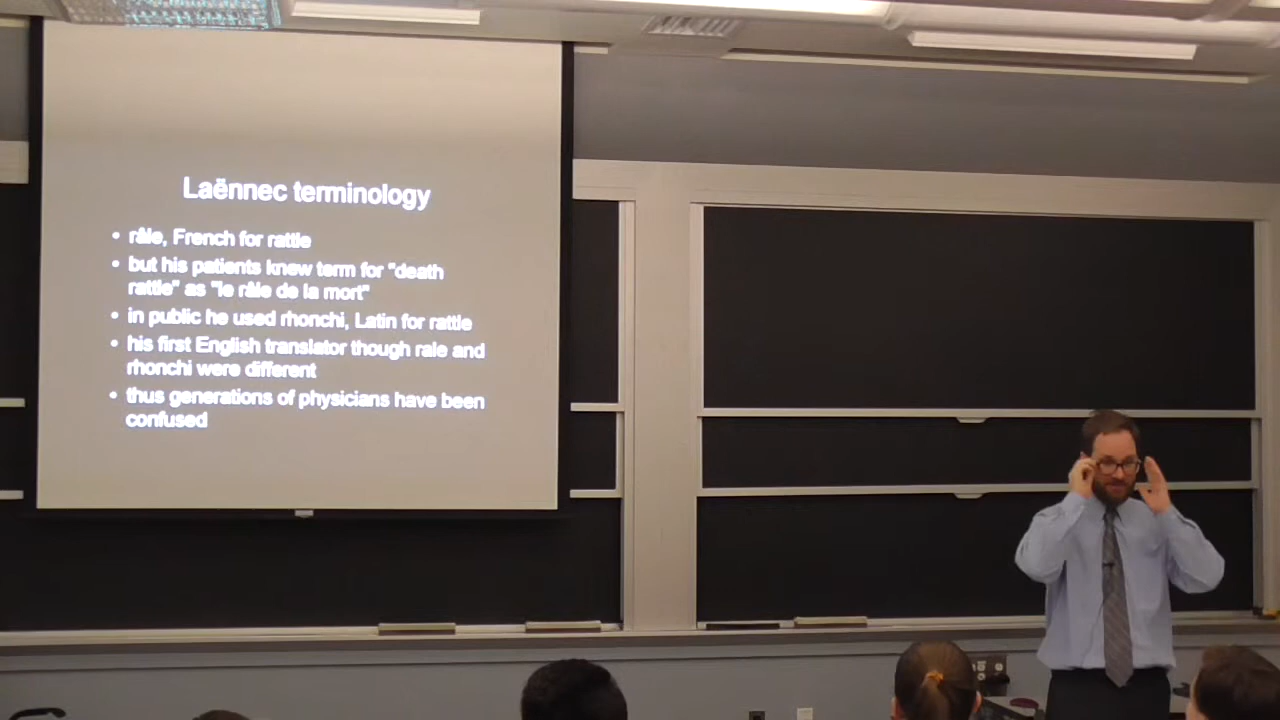 Laënnec terminology
• râle, French for rattle
• but his patients knew term for "death
rattle" as "le râle de la mort"
• in public he used rhonchi, Latin for rattle
• his first English translator though rale and
rhonchi were different
• thus generations of physicians have been
confused